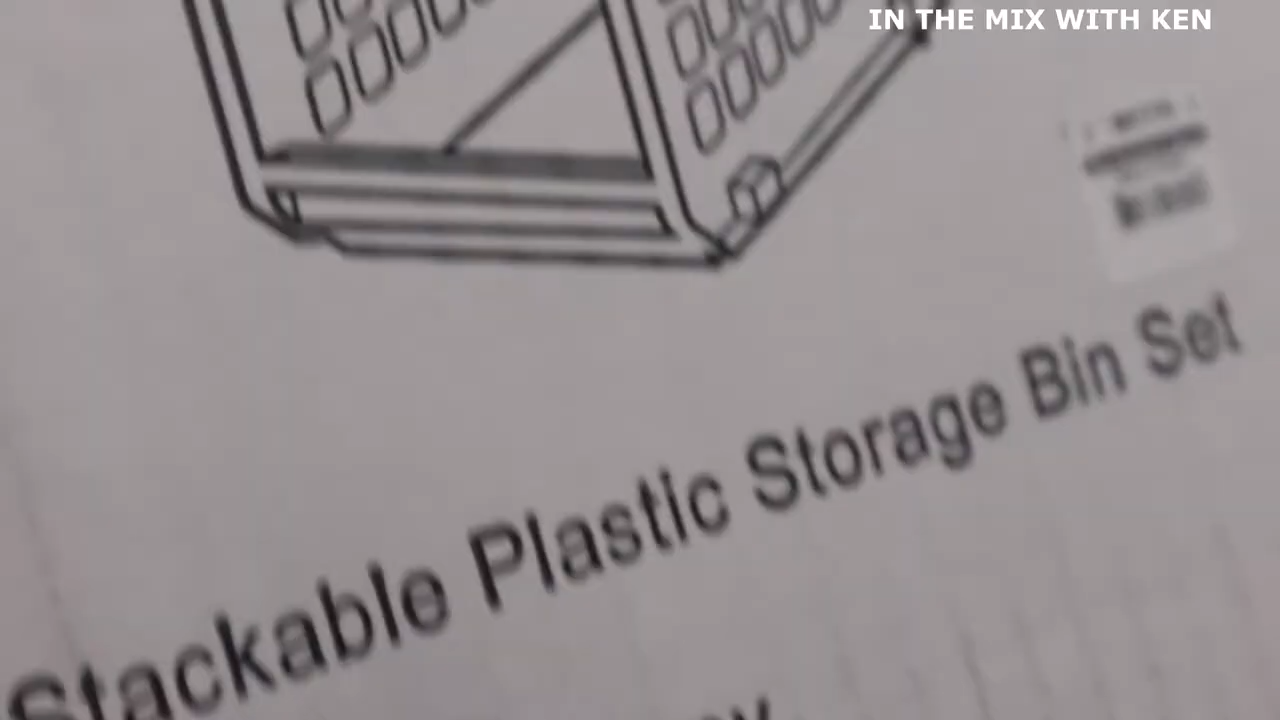 IN THE MIX WITH KEN
Stackable Plastic Storage Bin Set